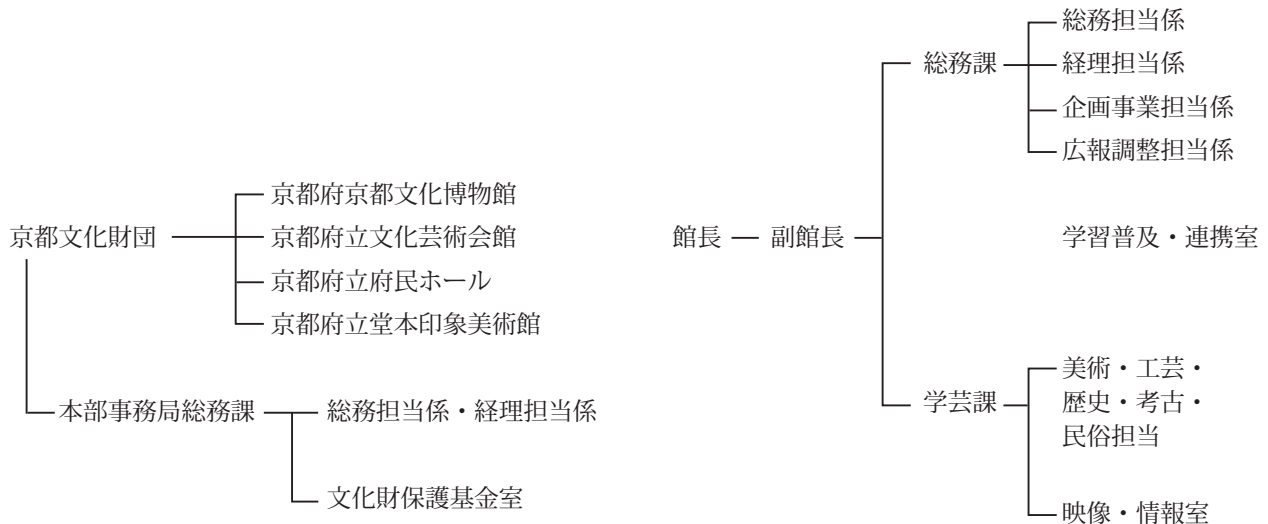 京都文化財団
京都府京都文化博物館
京都府立文化芸術会館
京都府立府民ホール
京都府立堂本印象美術館
本部事務局総務課
総務担当係・経理担当係
文化財保護基金室
館長
副館長
総務課
総務担当係
経理担当係
企画事業担当係
広報調整担当係
学習普及・連携室
学芸課
美術・工芸・
歴史・考古・
民俗担当
映像・情報室